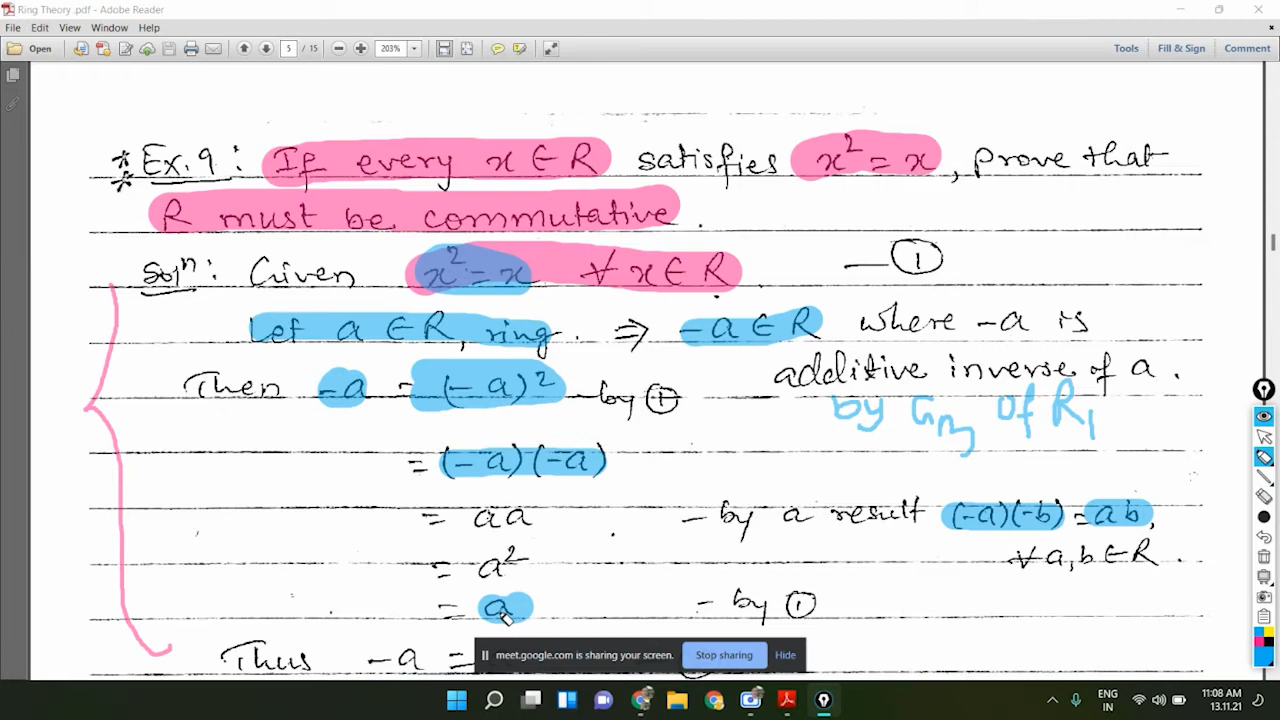 Ring Theory .pdf - Adobe Reader
File Edit View Window Help
Open 5 / 15 203% Tools Fill & Sign Comment
Ex. 9 : If every x ∈ R satisfies x² = x, prove that
R must be commutative.
Solⁿ : Given x² = x ∀ x ∈ R — ①
Let a ∈ R, ring. ⇒ -a ∈ R where -a is
additive inverse of a.
Then -a = (-a)² - by ①
by G₃ of R₁
= (-a)(-a)
= aa - by a result (-a)(-b) = ab,
∀ a, b ∈ R.
= a²
= a - by ①
Thus -a =
meet.google.com is sharing your screen. Stop sharing Hide
ENG
IN
11:08 AM
13.11.21